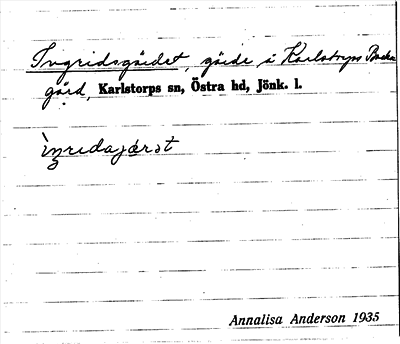 Ingridsgärdet, gärde i Karlstorps Backa
gård, Karlstorps sn, Östra hd, Jönk. l.
Annalisa Anderson 1935